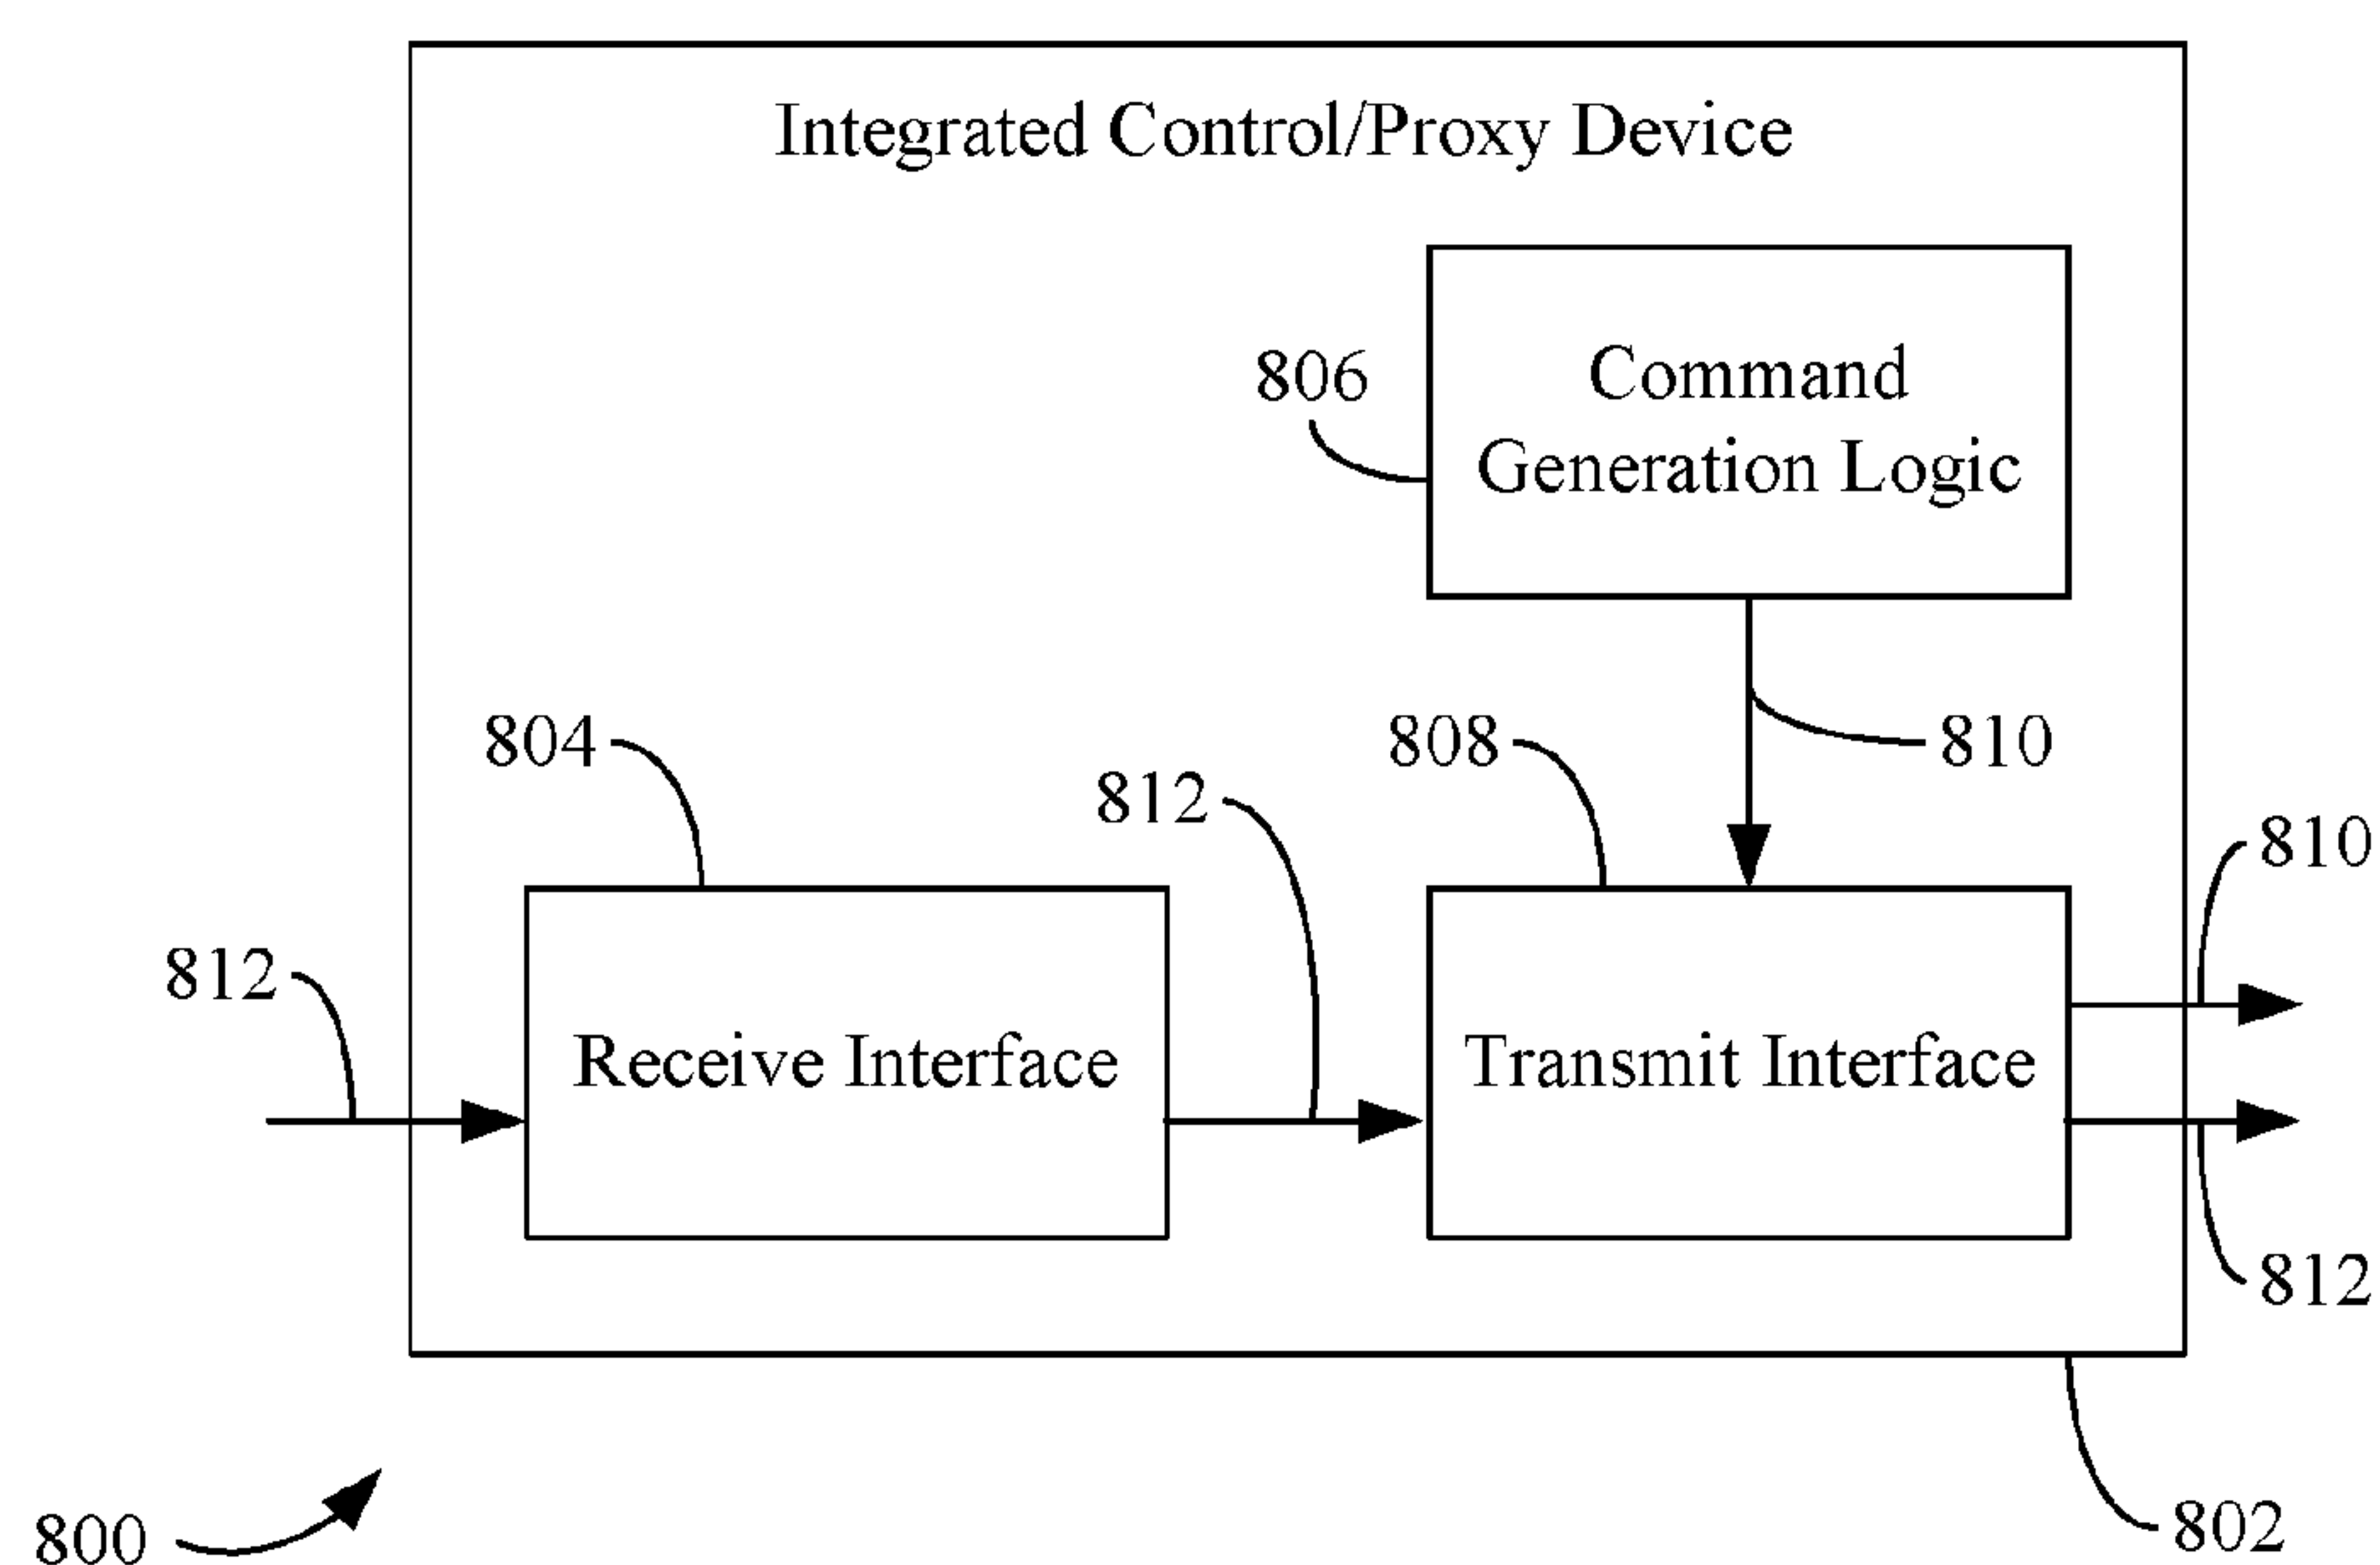 Integrated Control/Proxy Device
806
Command
Generation Logic
804
812
808
810
812
810
Receive Interface
Transmit Interface
812
800
802